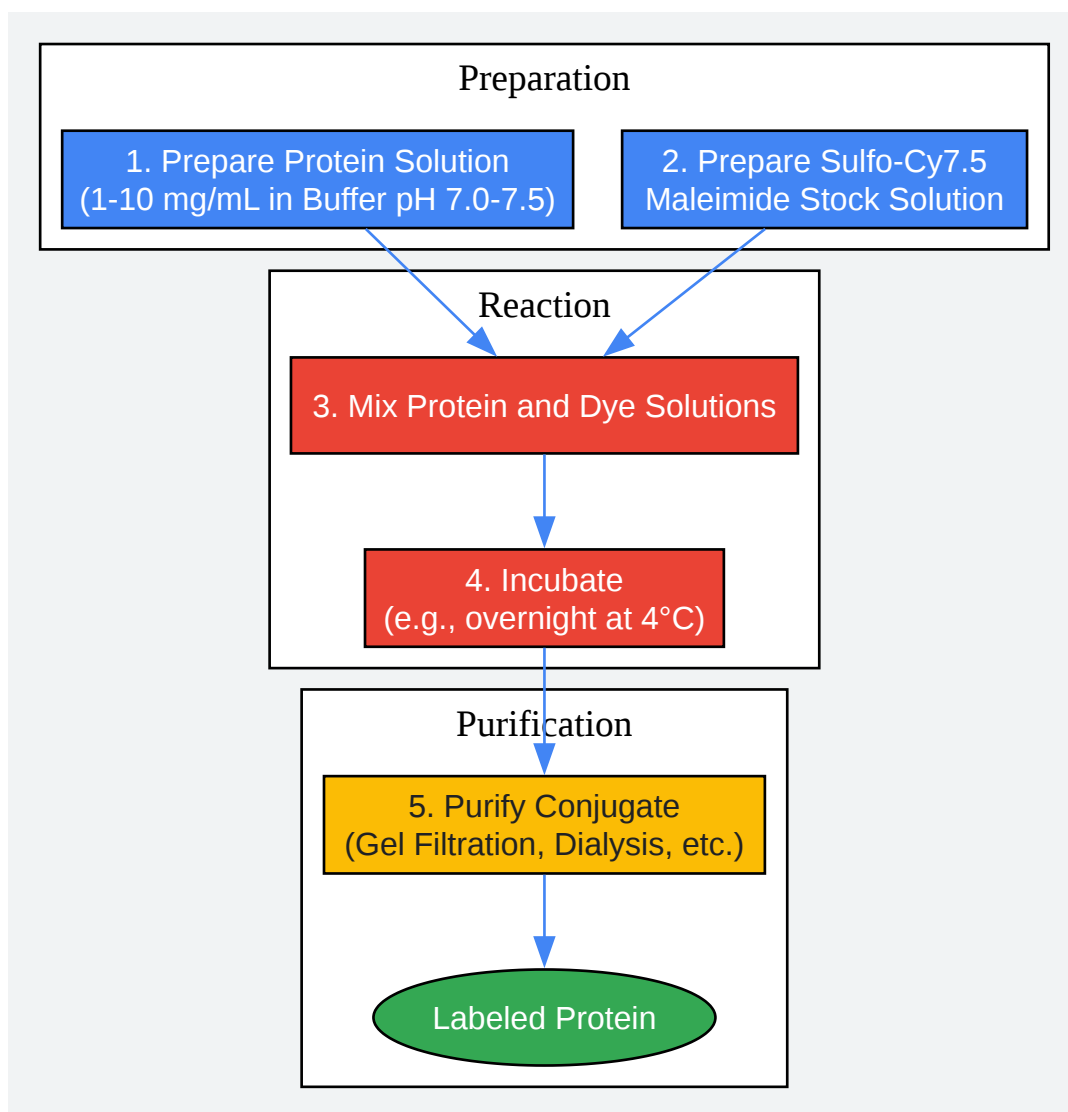 Preparation
1. Prepare Protein Solution
(1-10 mg/mL in Buffer pH 7.0-7.5)
2. Prepare Sulfo-Cy7.5
Maleimide Stock Solution
Reaction
3. Mix Protein and Dye Solutions
4. Incubate
(e.g., overnight at 4°C)
Purification
5. Purify Conjugate
(Gel Filtration, Dialysis, etc.)
Labeled Protein